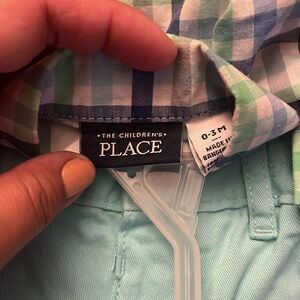 • THE CHILDREN'S •
PLACE
0-3 M
MADE IN